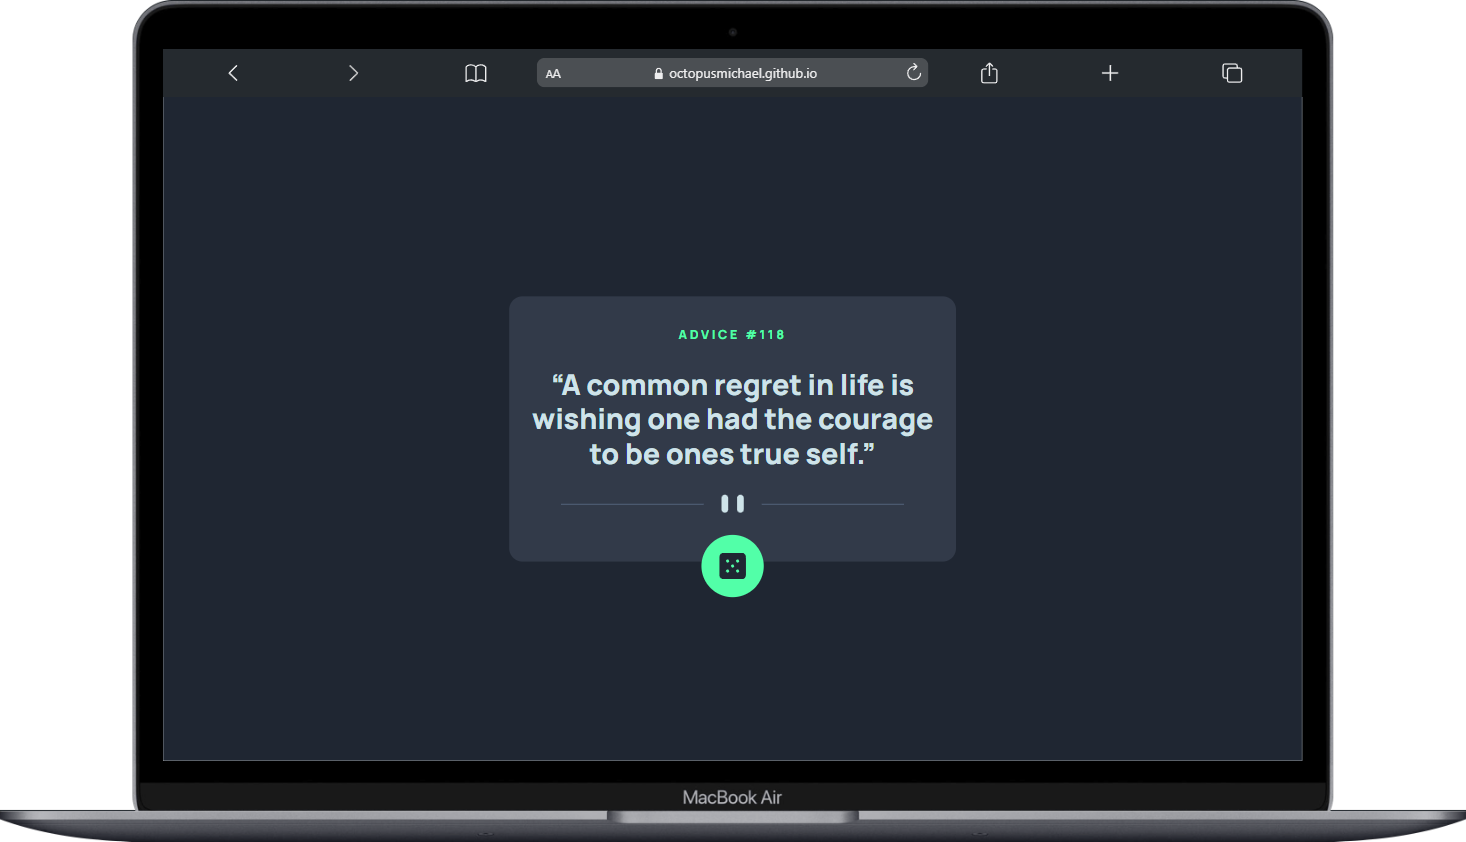 AA octopusmichael.github.io
ADVICE #118
“A common regret in life is
wishing one had the courage
to be ones true self.”
MacBook Air